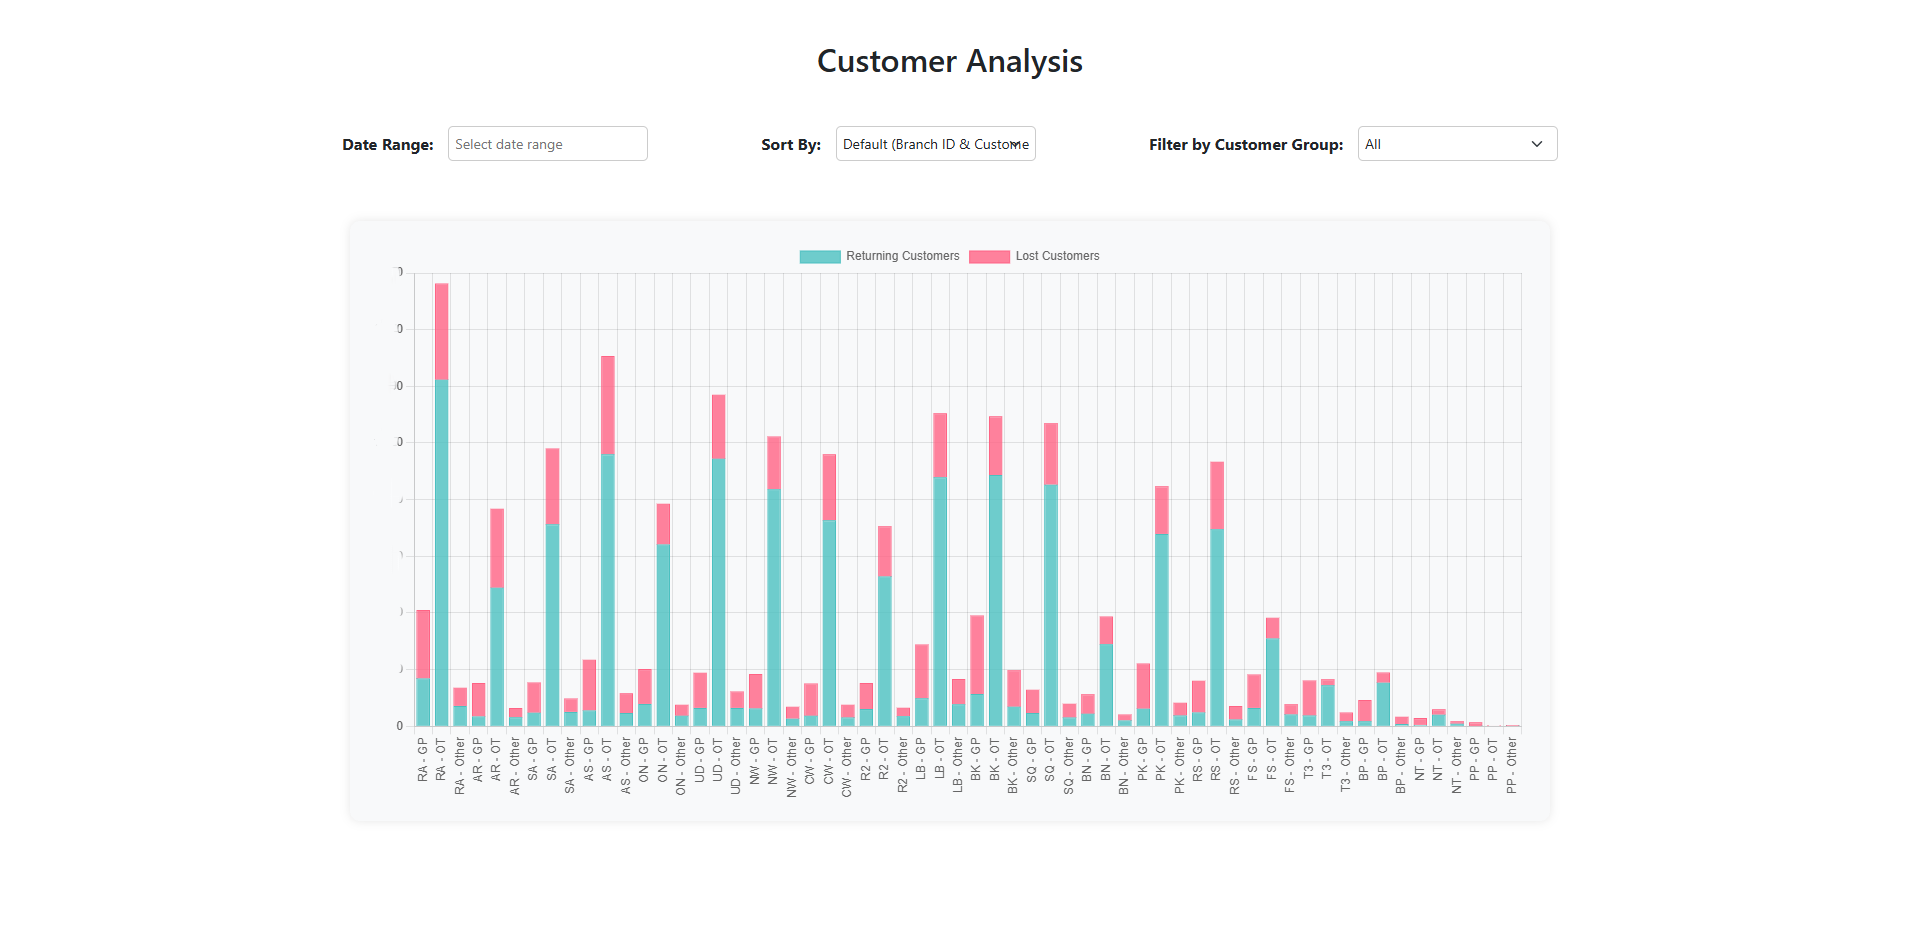 Customer Analysis
Date Range: Select date range Sort By: Default (Branch ID & Custome Filter by Customer Group: All
Returning Customers Lost Customers
0
RA - GP
RA - OT
RA - Other
AR - GP
AR - OT
AR - Other
SA - GP
SA - OT
SA - Other
AS - GP
AS - OT
AS - Other
ON - GP
ON - OT
ON - Other
UD - GP
UD - OT
UD - Other
NW - GP
NW - OT
NW - Other
CW - GP
CW - OT
CW - Other
R2 - GP
R2 - OT
R2 - Other
LB - GP
LB - OT
LB - Other
BK - GP
BK - OT
BK - Other
SQ - GP
SQ - OT
SQ - Other
BN - GP
BN - OT
BN - Other
PK - GP
PK - OT
PK - Other
RS - GP
RS - OT
RS - Other
FS - GP
FS - OT
FS - Other
T3 - GP
T3 - OT
T3 - Other
BP - GP
BP - OT
BP - Other
NT - GP
NT - OT
NT - Other
PP - GP
PP - OT
PP - Other